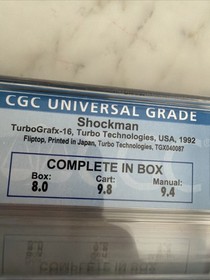 CGC UNIVERSAL GRADE
Shockman
TurboGrafx-16, Turbo Technologies, USA, 1992
Fliptop, Printed in Japan, Turbo Technologies, TGX040087
COMPLETE IN BOX
Box: Cart: Manual:
8.0 9.8 9.4